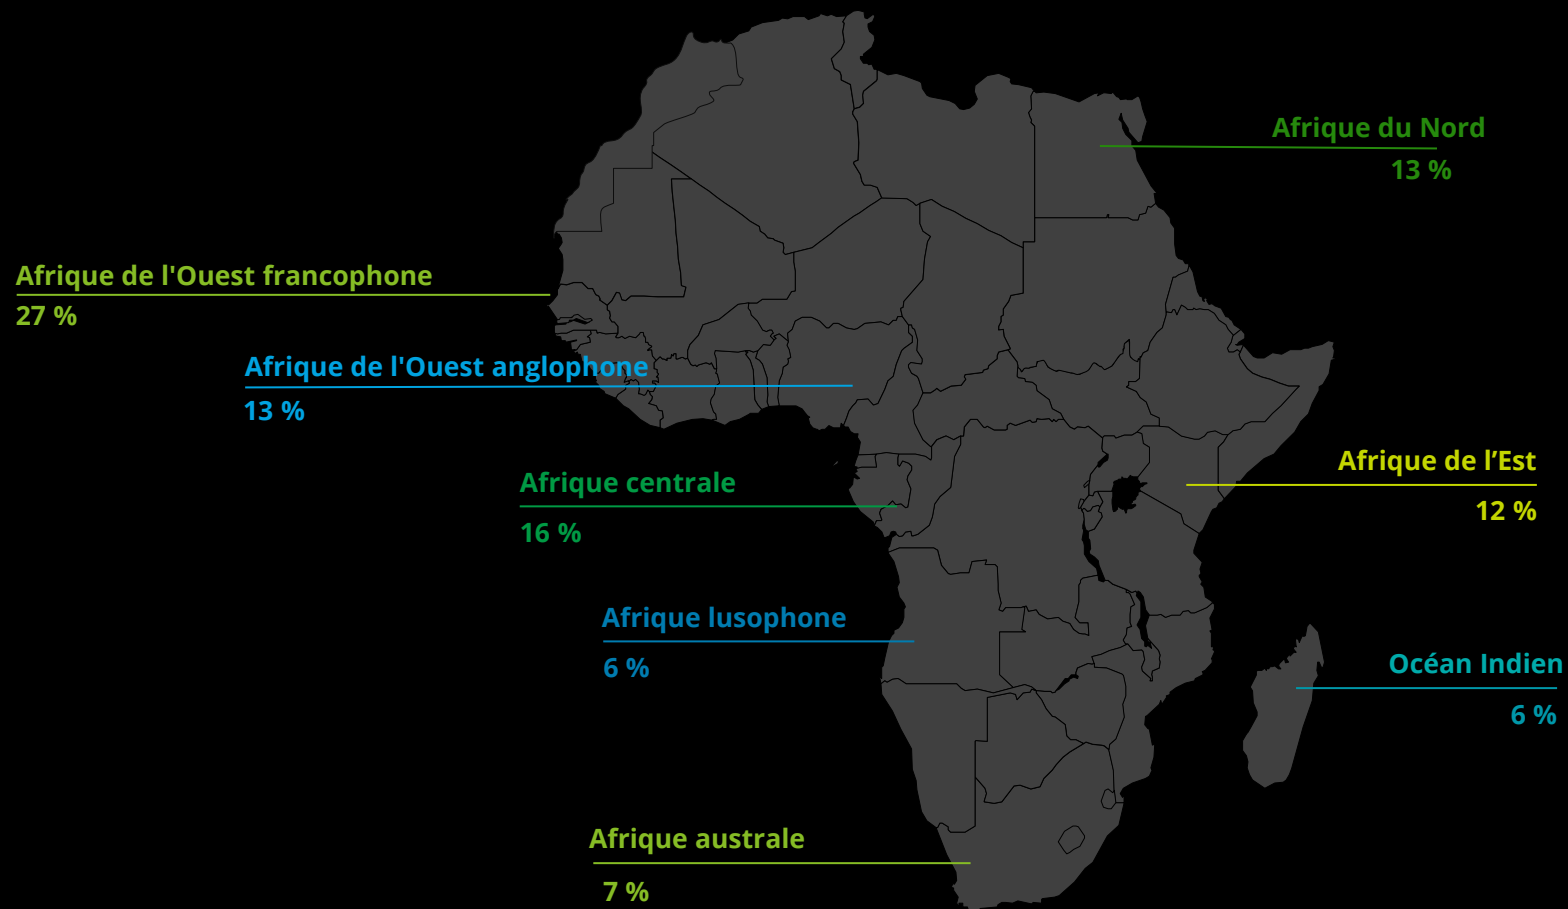 Afrique du Nord
13 %
Afrique de l'Ouest francophone
27 %
Afrique de l'Ouest anglophone
13 %
Afrique de l’Est
12 %
Afrique centrale
16 %
Afrique lusophone
6 %
Océan Indien
6 %
Afrique australe
7 %